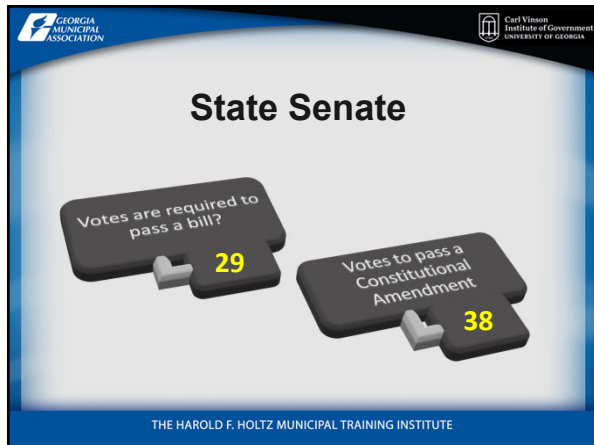 GEORGIA
MUNICIPAL
ASSOCIATION
Carl Vinson
Institute of Government
UNIVERSITY OF GEORGIA
State Senate
Votes are required to
pass a bill?
29
Votes to pass a
Constitutional
Amendment
38
THE HAROLD F. HOLTZ MUNICIPAL TRAINING INSTITUTE